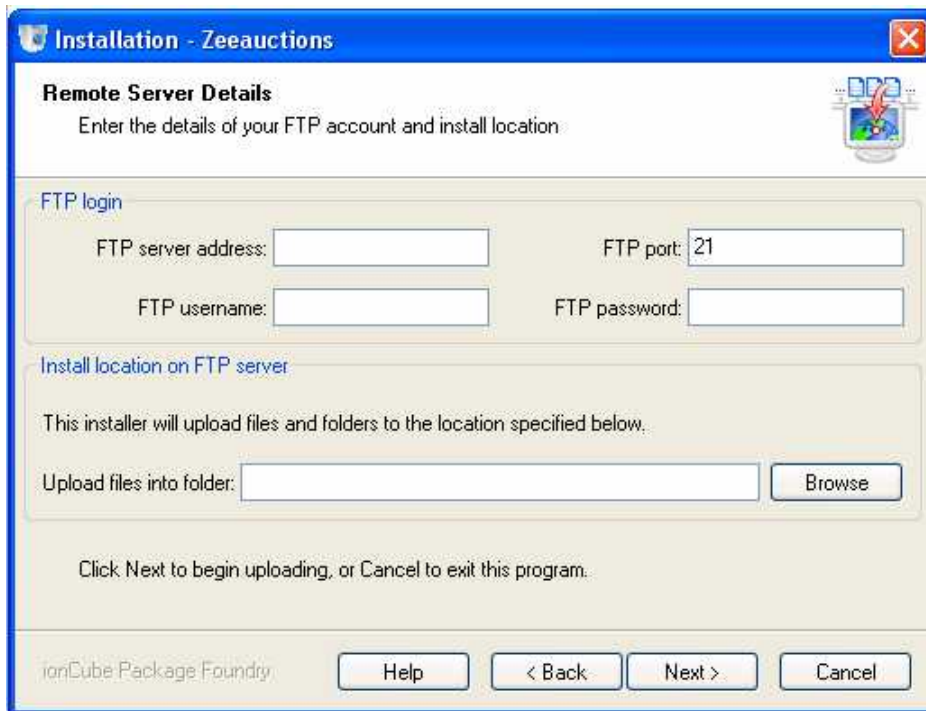 Installation - Zeeauctions
Remote Server Details
Enter the details of your FTP account and install location
FTP login
FTP server address: FTP port: 21
FTP username: FTP password:
Install location on FTP server
This installer will upload files and folders to the location specified below.
Upload files into folder: Browse
Click Next to begin uploading, or Cancel to exit this program.
ionCube Package Foundry Help < Back Next > Cancel